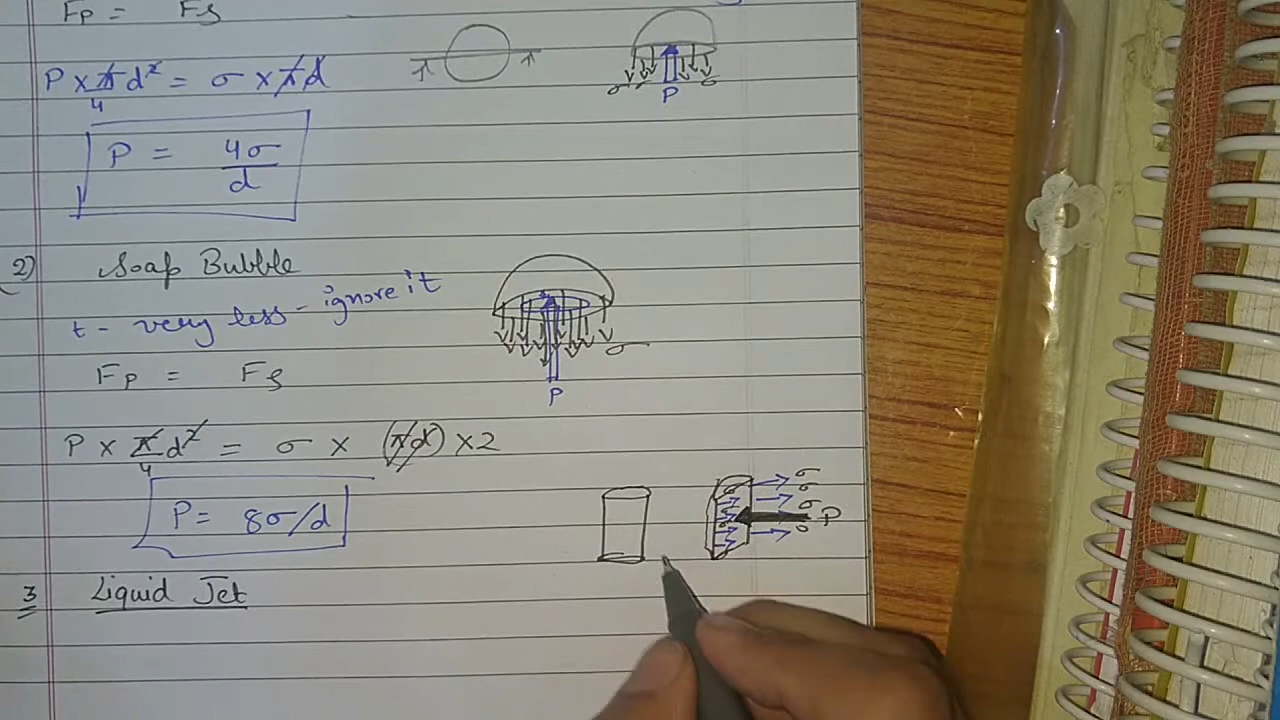 Fp = Fs
P × π/4 d² = σ × πd
σ P σ
P = 4σ/d
2) Soap Bubble
t - very less - ignore it
σ
Fp = Fs
P
P × π/4 d² = σ × (πd) × 2
P = 8σ/d
σ
σ
σ
P
σ
3 Liquid Jet